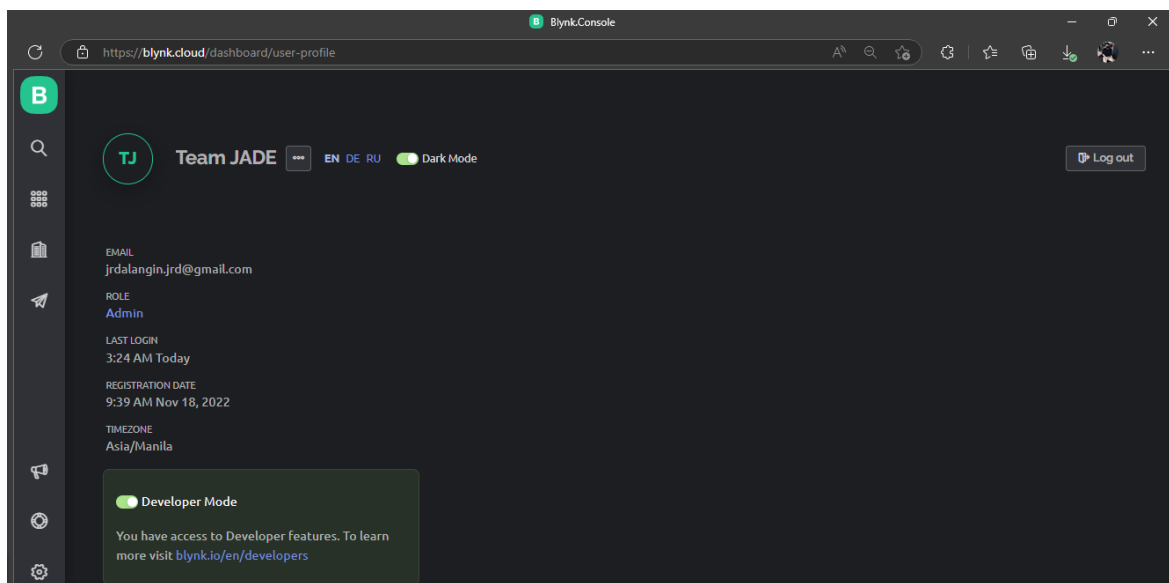 B Blynk.Console
https://blynk.cloud/dashboard/user-profile
B
TJ Team JADE EN DE RU Dark Mode Log out
EMAIL
jrdalangin.jrd@gmail.com
ROLE
Admin
LAST LOGIN
3:24 AM Today
REGISTRATION DATE
9:39 AM Nov 18, 2022
TIMEZONE
Asia/Manila
Developer Mode
You have access to Developer features. To learn
more visit blynk.io/en/developers